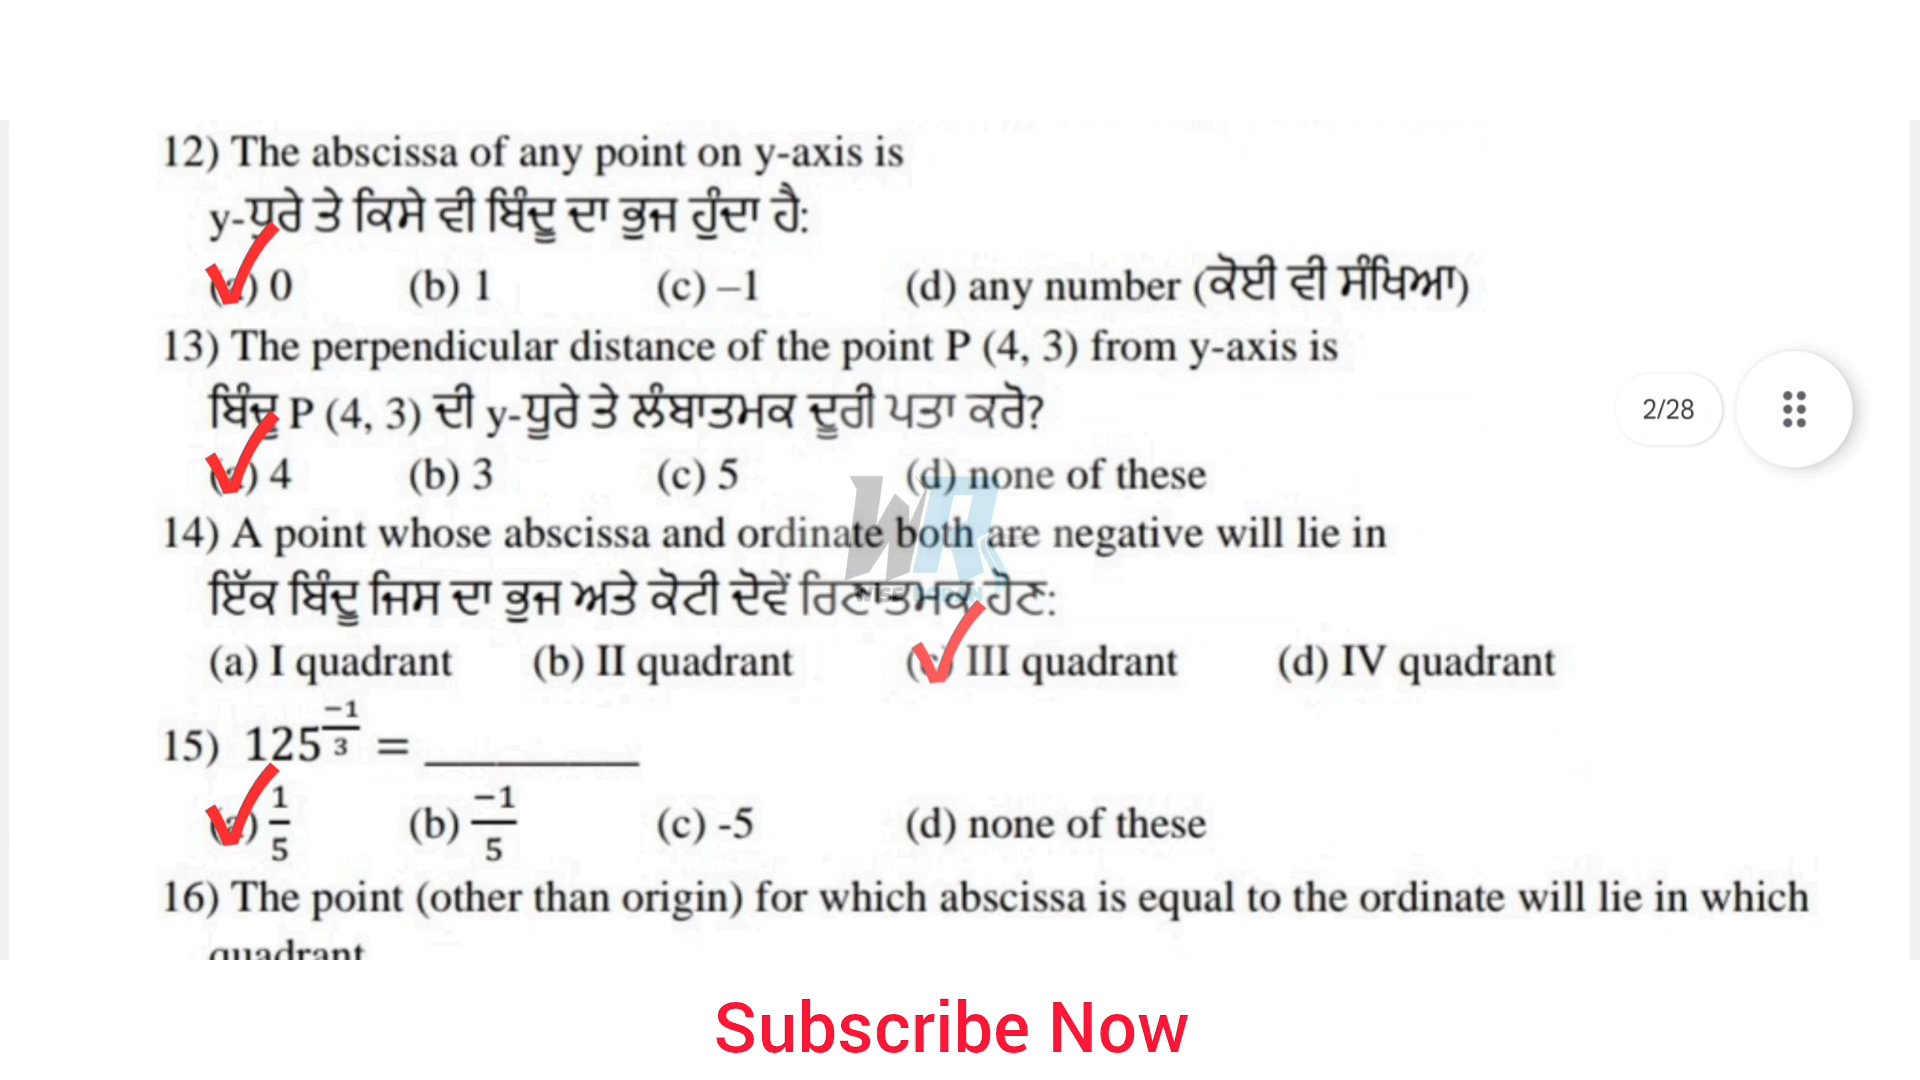 12) The abscissa of any point on y-axis is
y-ਧੁਰੇ ਤੇ ਕਿਸੇ ਵੀ ਬਿੰਦੂ ਦਾ ਭੁਜ ਹੁੰਦਾ ਹੈ:
(a) 0 (b) 1 (c) –1 (d) any number (ਕੋਈ ਵੀ ਸੰਖਿਆ)
13) The perpendicular distance of the point P (4, 3) from y-axis is
ਬਿੰਦੂ P (4, 3) ਦੀ y-ਧੂਰੇ ਤੇ ਲੰਬਾਤਮਕ ਦੂਰੀ ਪਤਾ ਕਰੋ?
2/28
(a) 4 (b) 3 (c) 5 (d) none of these
WR
14) A point whose abscissa and ordinate both are negative will lie in
ਇੱਕ ਬਿੰਦੂ ਜਿਸ ਦਾ ਭੁਜ ਅਤੇ ਕੋਟੀ ਦੋਵੇਂ ਰਿਣਾਤਮਕ ਹੋਣ:
(a) I quadrant (b) II quadrant (c) III quadrant (d) IV quadrant
15) 125^(−1/3) = ________
(a) 1/5 (b) −1/5 (c) -5 (d) none of these
16) The point (other than origin) for which abscissa is equal to the ordinate will lie in which
quadrant
Subscribe Now